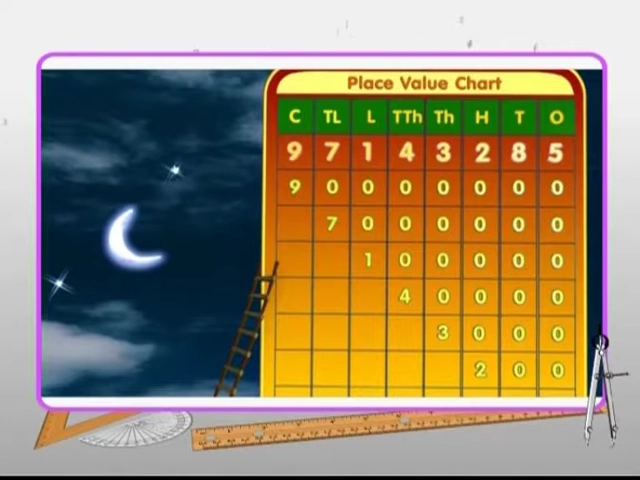 Place Value Chart
C TL L TTh Th H T O
9 7 1 4 3 2 8 5
9 0 0 0 0 0 0 0
7 0 0 0 0 0 0
1 0 0 0 0 0
4 0 0 0 0
3 0 0 0
2 0 0